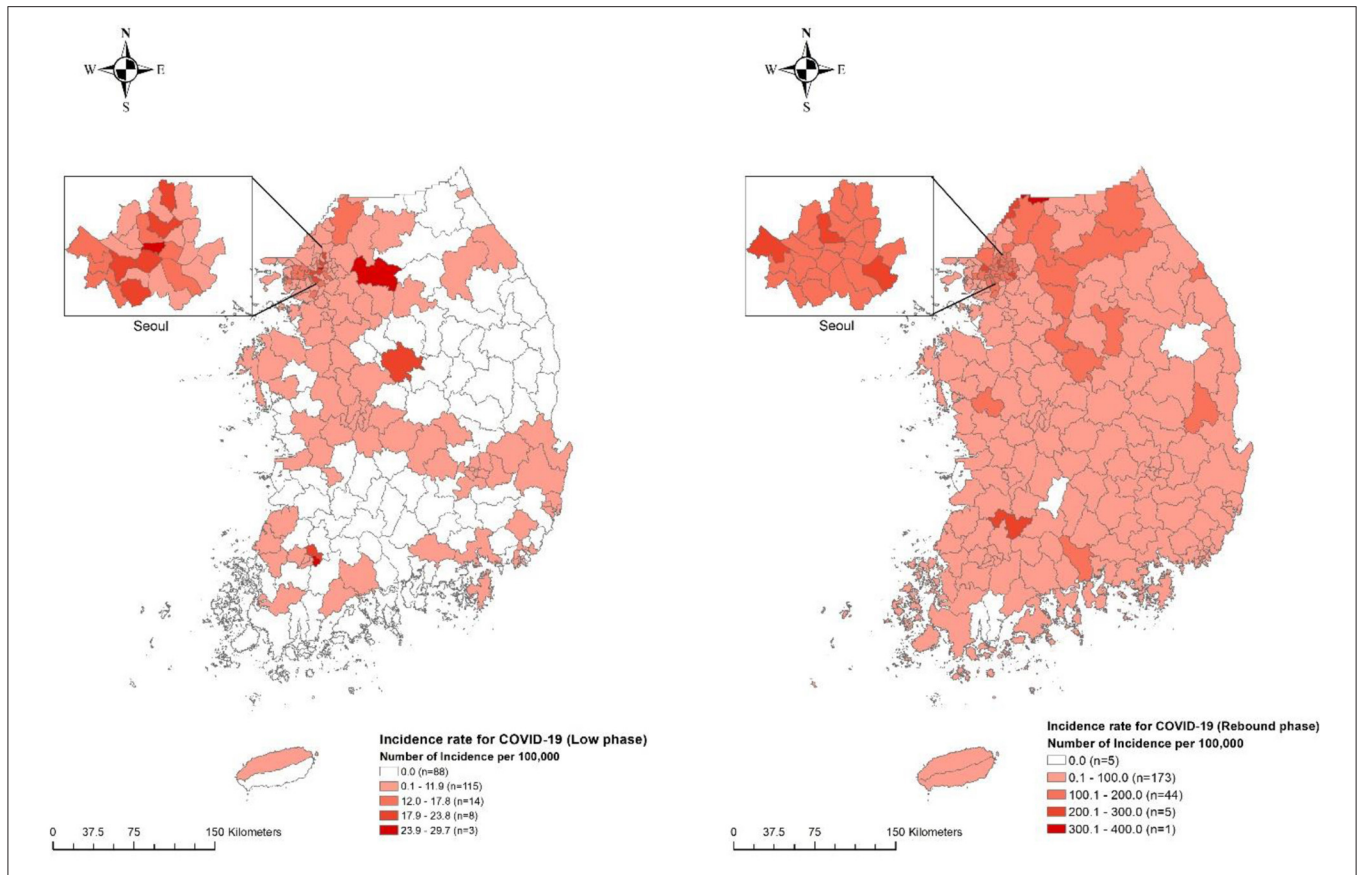 N
W E
S
Seoul
Incidence rate for COVID-19 (Low phase)
Number of Incidence per 100,000
0.0 (n=88)
0.1 - 11.9 (n=115)
12.0 - 17.8 (n=14)
17.9 - 23.8 (n=8)
23.9 - 29.7 (n=3)
0 37.5 75 150 Kilometers
N
W E
S
Seoul
Incidence rate for COVID-19 (Rebound phase)
Number of Incidence per 100,000
0.0 (n=5)
0.1 - 100.0 (n=173)
100.1 - 200.0 (n=44)
200.1 - 300.0 (n=5)
300.1 - 400.0 (n=1)
0 37.5 75 150 Kilometers